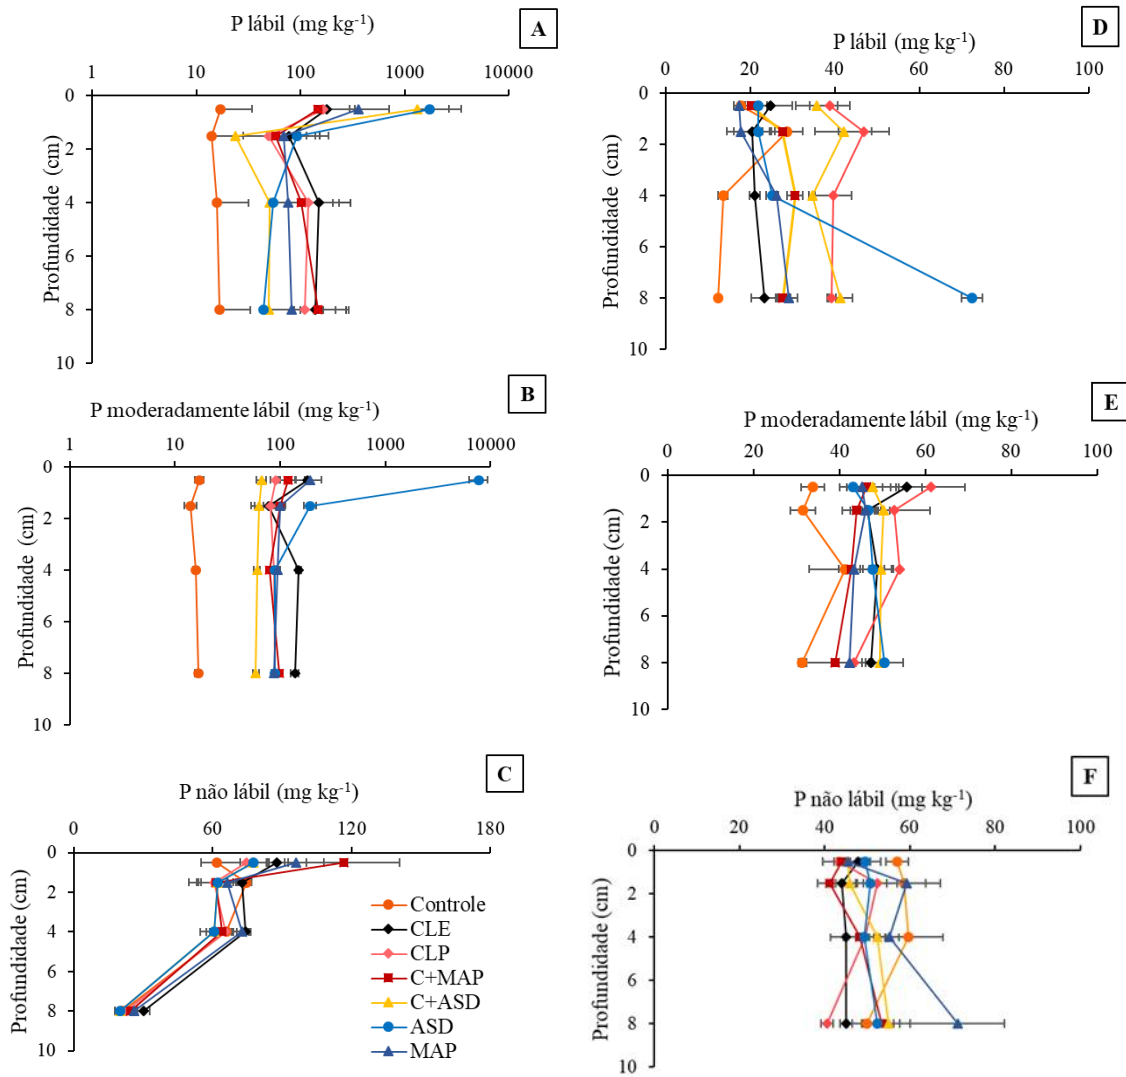 P lábil (mg kg⁻¹)
A
1 10 100 1000 10000
0
2
4
6
8
10
Profundidade (cm)
P lábil (mg kg⁻¹)
D
0 20 40 60 80 100
0
2
4
6
8
10
Profundidade (cm)
P moderadamente lábil (mg kg⁻¹)
B
1 10 100 1000 10000
0
2
4
6
8
10
Profundidade (cm)
P moderadamente lábil (mg kg⁻¹)
E
0 20 40 60 80 100
0
2
4
6
8
10
Profundidade (cm)
P não lábil (mg kg⁻¹)
C
0 60 120 180
0
2
4
6
8
10
Profundidade (cm)
Controle
CLE
CLP
C+MAP
C+ASD
ASD
MAP
P não lábil (mg kg⁻¹)
F
0 20 40 60 80 100
0
2
4
6
8
10
Profundidade (cm)